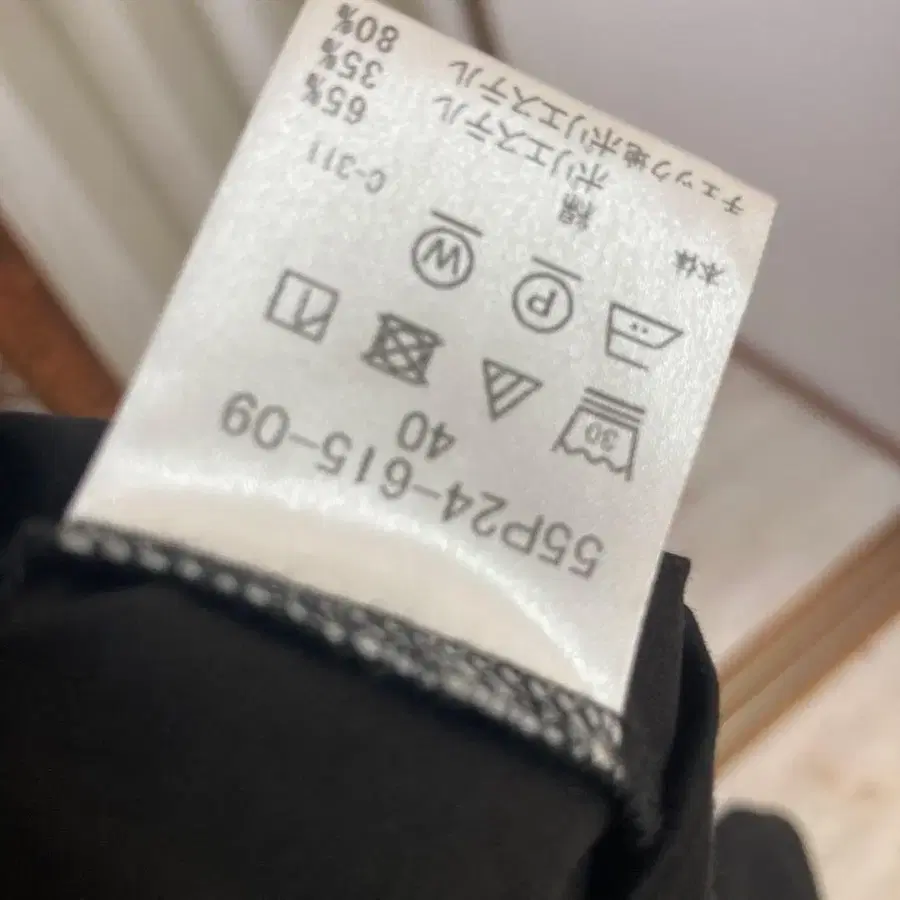 55P24-615-09
40
30
P
W
C-311
本体 綿 35%
ポリエステル 65%
チェック地ポリエステル 80%